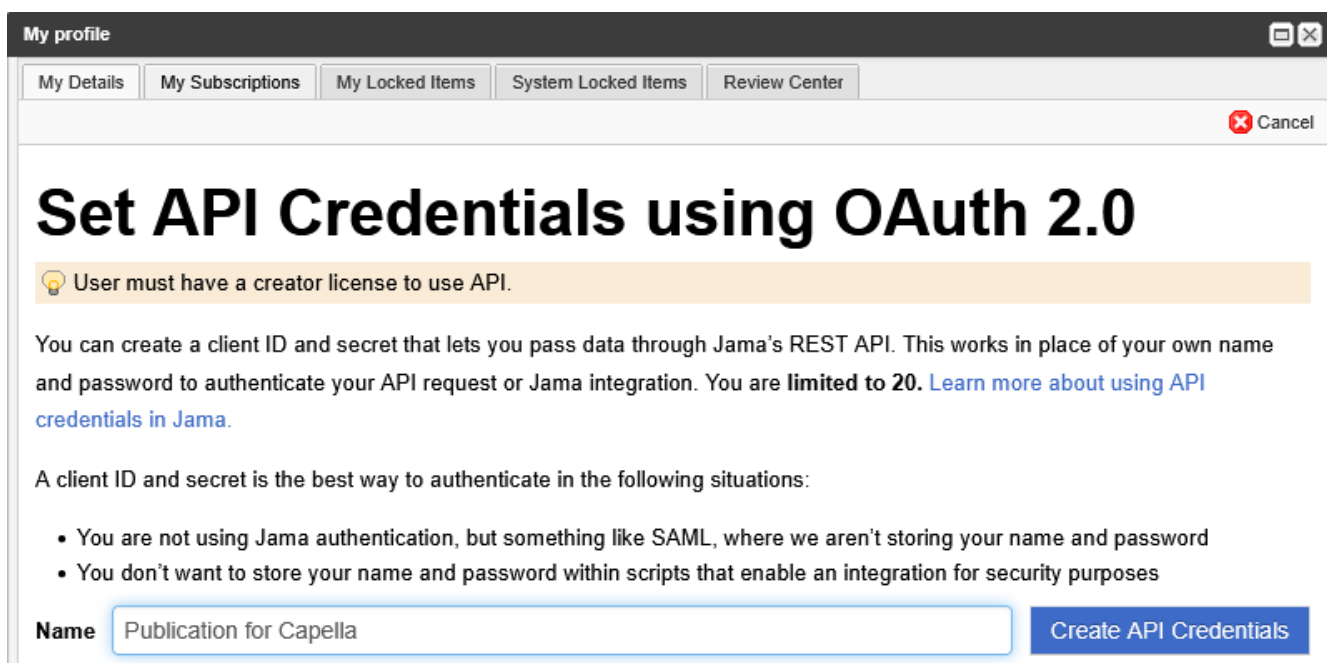 My profile
My Details My Subscriptions My Locked Items System Locked Items Review Center
Cancel
Set API Credentials using OAuth 2.0
User must have a creator license to use API.
You can create a client ID and secret that lets you pass data through Jama's REST API. This works in place of your own name
and password to authenticate your API request or Jama integration. You are limited to 20. Learn more about using API
credentials in Jama.
A client ID and secret is the best way to authenticate in the following situations:
• You are not using Jama authentication, but something like SAML, where we aren't storing your name and password
• You don't want to store your name and password within scripts that enable an integration for security purposes
Name Publication for Capella Create API Credentials